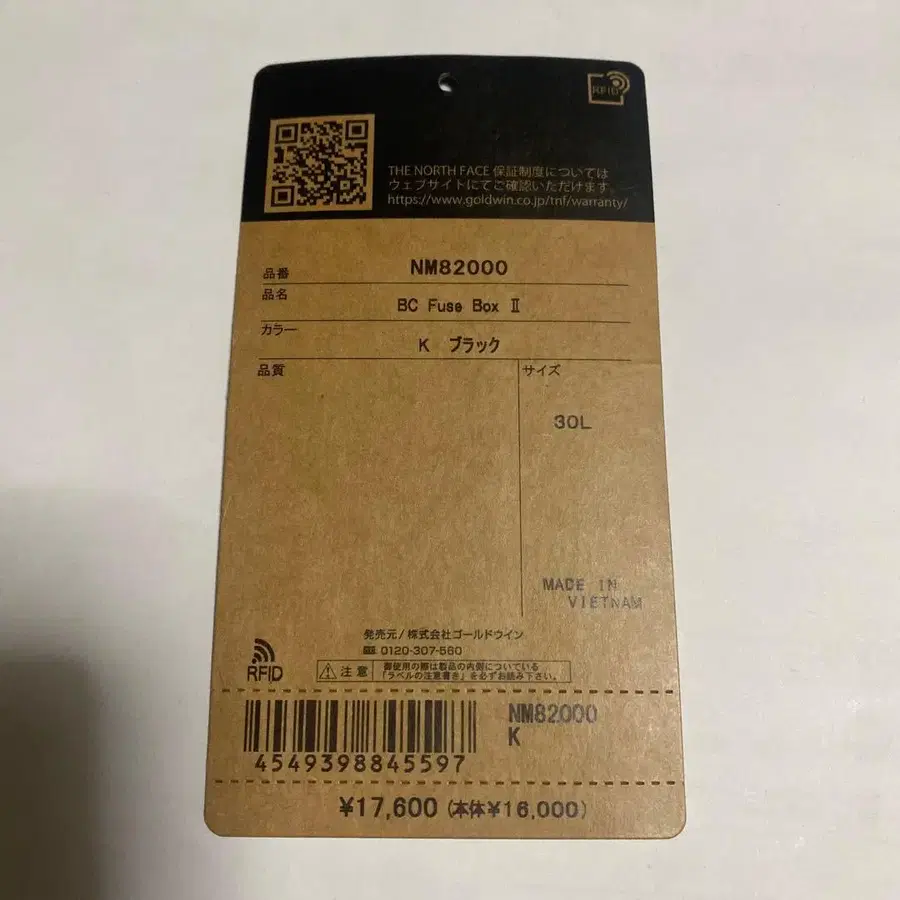 RFID
THE NORTH FACE 保証制度については
ウェブサイトにてご確認いただけます。
https://www.goldwin.co.jp/tnf/warranty/
品番 NM82000
品名 BC Fuse Box Ⅱ
カラー K ブラック
品質
サイズ
30L
MADE IN
VIETNAM
発売元/株式会社ゴールドウイン
0120-307-560
RFID
注意
御使用の際は製品の内側についている
「ラベルの注意書き」を必ずお読み下さい。
NM82000
K
4549398845597
¥17,600 (本体¥16,000)